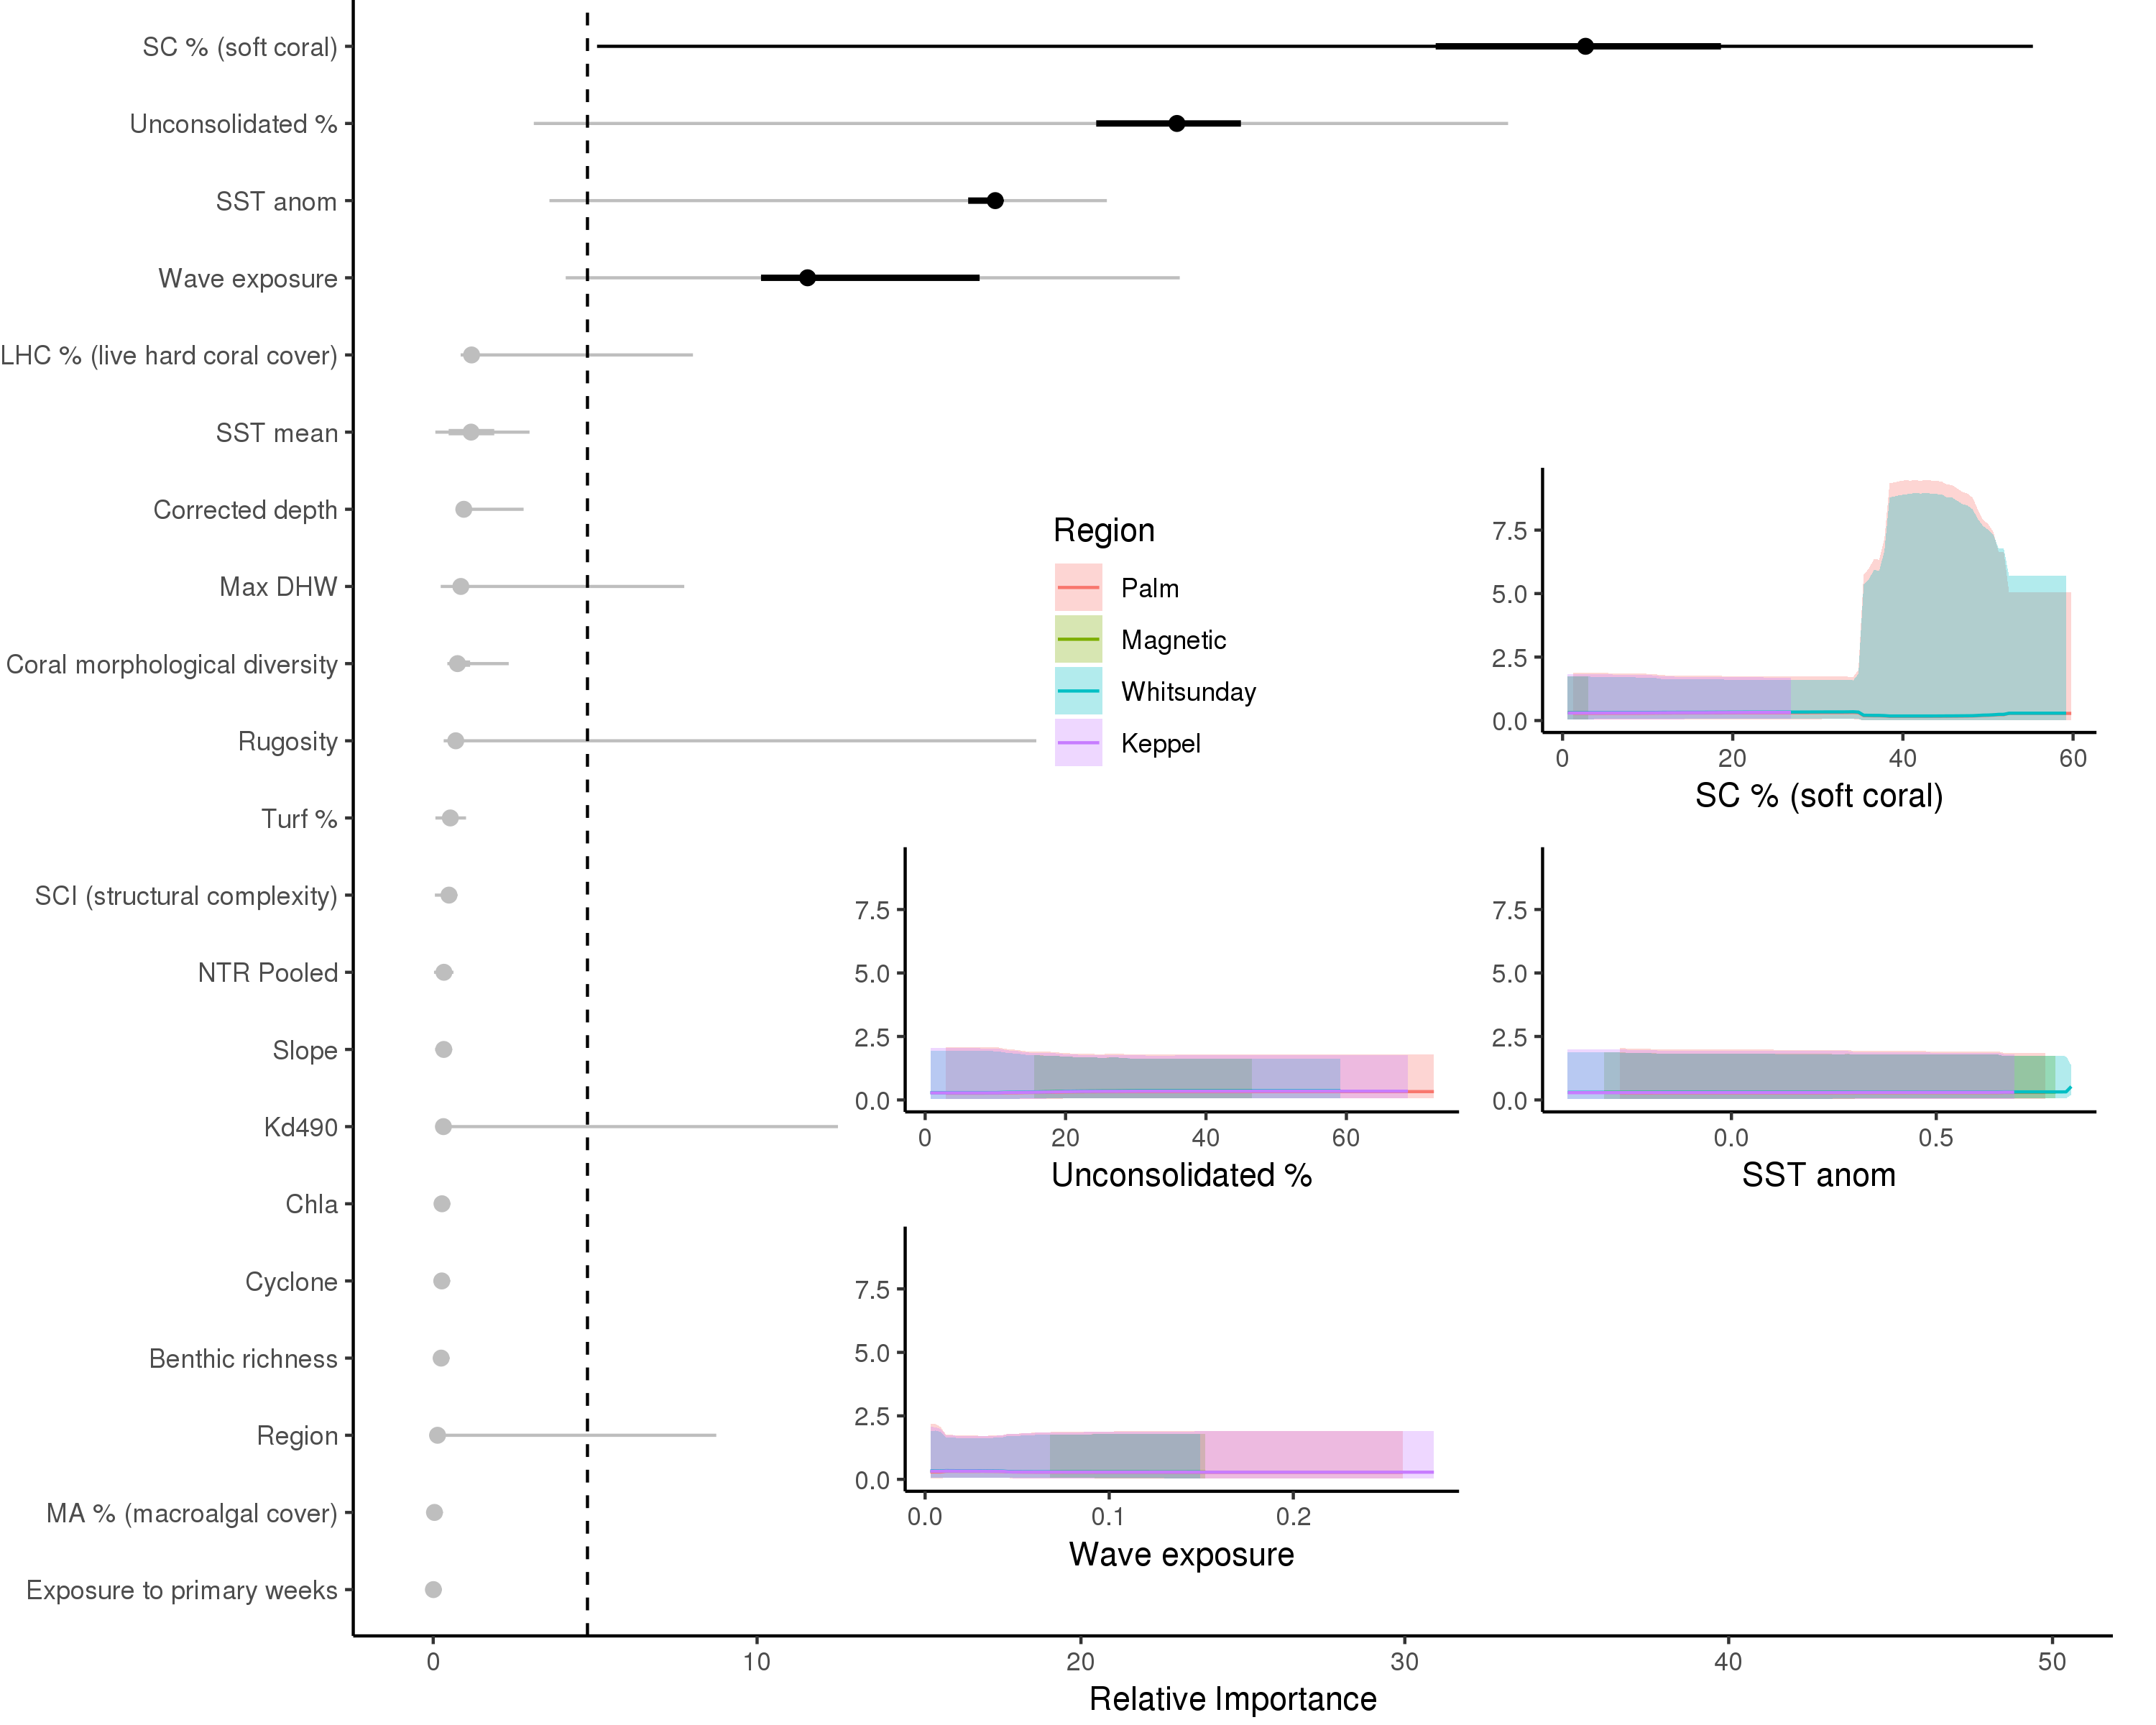 SC % (soft coral)
Unconsolidated %
SST anom
Wave exposure
LHC % (live hard coral cover)
SST mean
Corrected depth
Max DHW
Coral morphological diversity
Rugosity
Turf %
SCI (structural complexity)
NTR Pooled
Slope
Kd490
Chla
Cyclone
Benthic richness
Region
MA % (macroalgal cover)
Exposure to primary weeks
0 10 20 30 40 50
Relative Importance
Region
Palm
Magnetic
Whitsunday
Keppel
7.5
5.0
2.5
0.0
0 20 40 60
SC % (soft coral)
7.5
5.0
2.5
0.0
0 20 40 60
Unconsolidated %
7.5
5.0
2.5
0.0
0.0 0.5
SST anom
7.5
5.0
2.5
0.0
0.0 0.1 0.2
Wave exposure